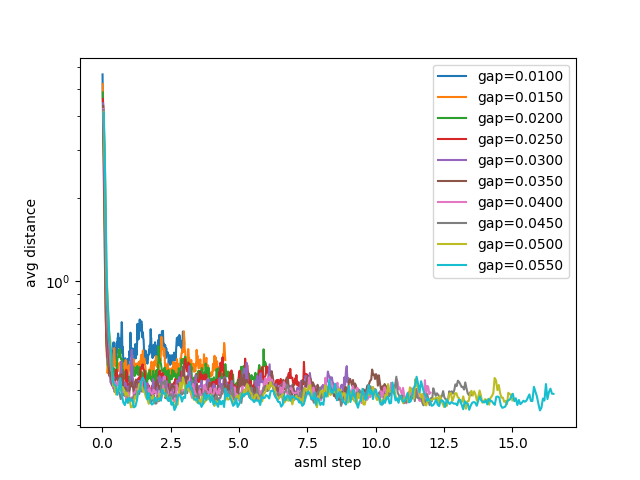 gap=0.0100
gap=0.0150
gap=0.0200
gap=0.0250
gap=0.0300
gap=0.0350
gap=0.0400
gap=0.0450
gap=0.0500
gap=0.0550
avg distance
10⁰
0.0 2.5 5.0 7.5 10.0 12.5 15.0
asml step